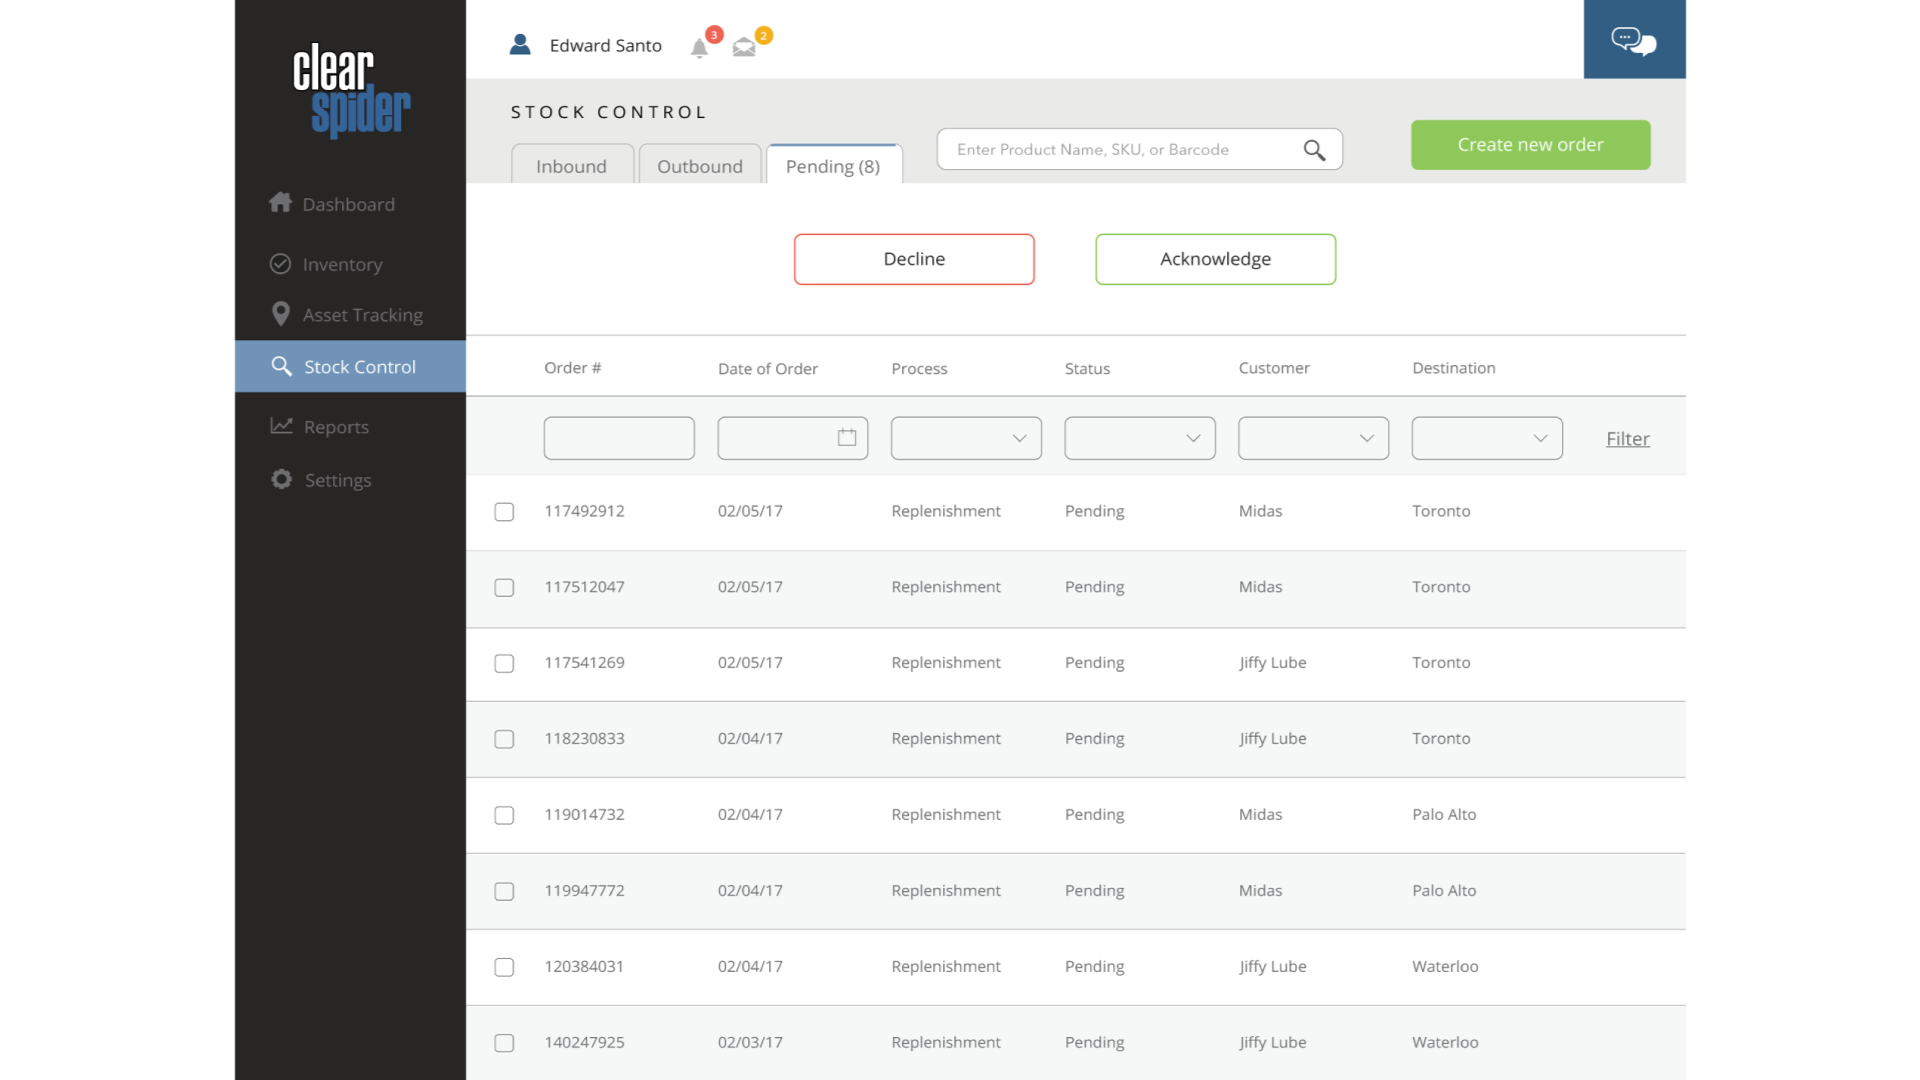 clear
spider
Edward Santo
3
2
STOCK CONTROL
Inbound
Outbound
Pending (8)
Enter Product Name, SKU, or Barcode
Create new order
Dashboard
Inventory
Asset Tracking
Stock Control
Reports
Settings
Decline
Acknowledge
Order # Date of Order Process Status Customer Destination
Filter
117492912 02/05/17 Replenishment Pending Midas Toronto
117512047 02/05/17 Replenishment Pending Midas Toronto
117541269 02/05/17 Replenishment Pending Jiffy Lube Toronto
118230833 02/04/17 Replenishment Pending Jiffy Lube Toronto
119014732 02/04/17 Replenishment Pending Midas Palo Alto
119947772 02/04/17 Replenishment Pending Midas Palo Alto
120384031 02/04/17 Replenishment Pending Jiffy Lube Waterloo
140247925 02/03/17 Replenishment Pending Jiffy Lube Waterloo